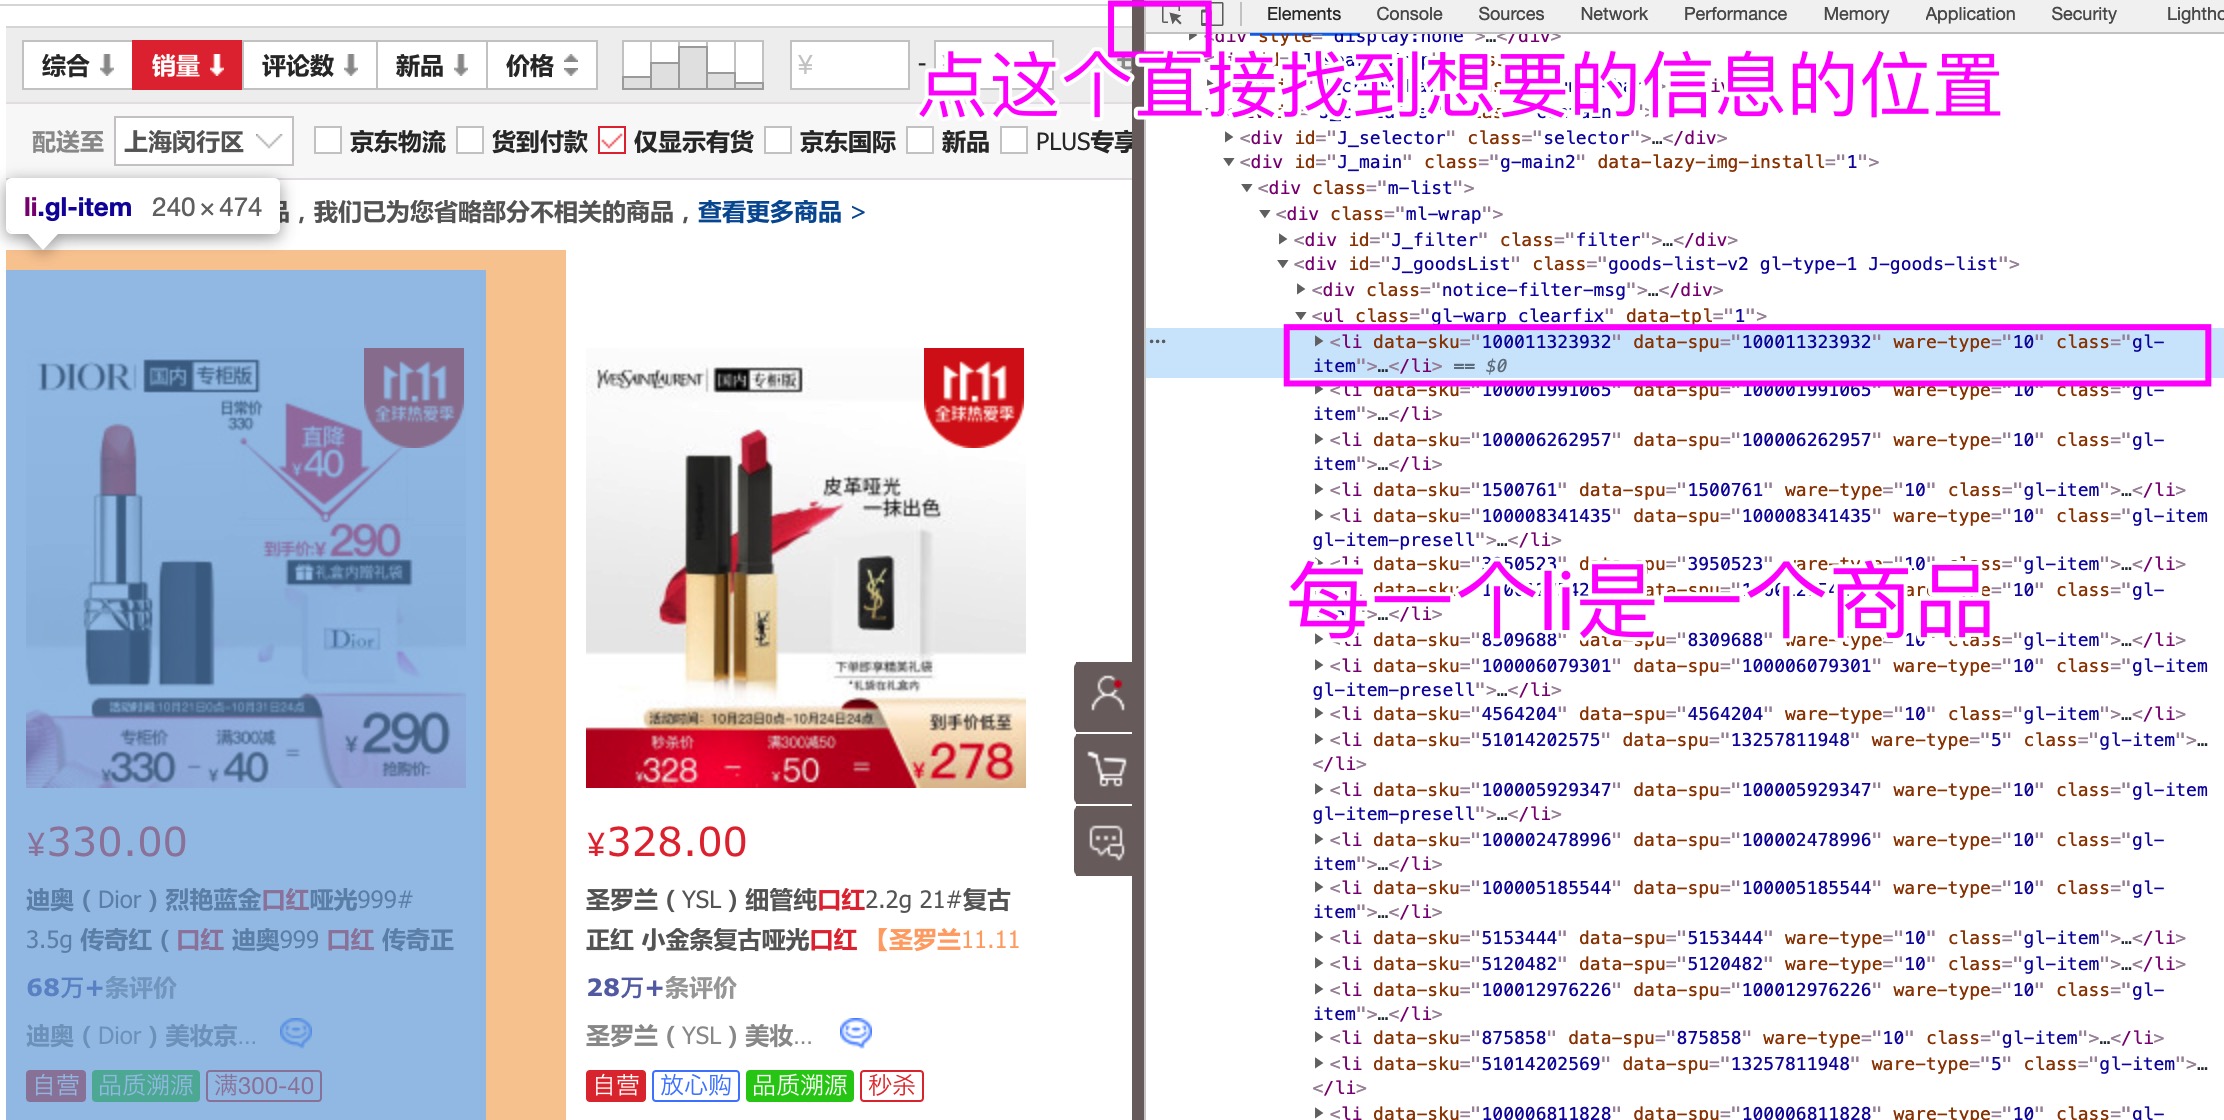 综合 销量 评论数 新品 价格 ¥ -
配送至 上海闵行区 京东物流 货到付款 仅显示有货 京东国际 新品 PLUS专享
li.gl-item 240×474
品，我们已为您省略部分不相关的商品，查看更多商品 >
DIOR 国内专柜版
11.11
全球热爱季
日常价
330
直降
¥40
到手价:¥290
礼盒内赠礼袋
Dior
活动时间:10月21日0点-10月31日24点
专柜价 满300减
¥330 - ¥40 = ¥290
抢购价:
¥330.00
迪奥（Dior）烈艳蓝金口红哑光999#
3.5g 传奇红（口红 迪奥999 口红 传奇正
68万+条评价
迪奥（Dior）美妆京...
自营 品质溯源 满300-40
YVESSAINTLAURENT 国内专柜版
11.11
全球热爱季
皮革哑光
一抹出色
下单即享精美礼袋
*礼袋在礼盒内
活动时间：10月23日0点-10月24日24点
到手价低至
秒杀价 满300减50
¥328 - ¥50 = ¥278
¥328.00
圣罗兰（YSL）细管纯口红2.2g 21#复古
正红 小金条复古哑光口红 【圣罗兰11.11
28万+条评价
圣罗兰（YSL）美妆...
自营 放心购 品质溯源 秒杀
Elements Console Sources Network Performance Memory Application Security Lightho
<div style="display:none">…</div>
点这个直接找到想要的信息的位置
<div id="J_selector" class="selector">…</div>
<div id="J_main" class="g-main2" data-lazy-img-install="1">
<div class="m-list">
<div class="ml-wrap">
<div id="J_filter" class="filter">…</div>
<div id="J_goodsList" class="goods-list-v2 gl-type-1 J-goods-list">
<div class="notice-filter-msg">…</div>
<ul class="gl-warp clearfix" data-tpl="1">
<li data-sku="100011323932" data-spu="100011323932" ware-type="10" class="gl-
item">…</li> == $0
<li data-sku="100001991065" data-spu="100001991065" ware-type="10" class="gl-
item">…</li>
<li data-sku="100006262957" data-spu="100006262957" ware-type="10" class="gl-
item">…</li>
<li data-sku="1500761" data-spu="1500761" ware-type="10" class="gl-item">…</li>
<li data-sku="100008341435" data-spu="100008341435" ware-type="10" class="gl-item
gl-item-presell">…</li>
<li data-sku="3950523" data-spu="3950523" ware-type="10" class="gl-item">…</li>
每一个li是一个商品
<li data-sku="8309688" data-spu="8309688" ware-type="10" class="gl-item">…</li>
<li data-sku="100006079301" data-spu="100006079301" ware-type="10" class="gl-item
gl-item-presell">…</li>
<li data-sku="4564204" data-spu="4564204" ware-type="10" class="gl-item">…</li>
<li data-sku="51014202575" data-spu="13257811948" ware-type="5" class="gl-item">…
</li>
<li data-sku="100005929347" data-spu="100005929347" ware-type="10" class="gl-item
gl-item-presell">…</li>
<li data-sku="100002478996" data-spu="100002478996" ware-type="10" class="gl-
item">…</li>
<li data-sku="100005185544" data-spu="100005185544" ware-type="10" class="gl-
item">…</li>
<li data-sku="5153444" data-spu="5153444" ware-type="10" class="gl-item">…</li>
<li data-sku="5120482" data-spu="5120482" ware-type="10" class="gl-item">…</li>
<li data-sku="100012976226" data-spu="100012976226" ware-type="10" class="gl-
item">…</li>
<li data-sku="875858" data-spu="875858" ware-type="10" class="gl-item">…</li>
<li data-sku="51014202569" data-spu="13257811948" ware-type="5" class="gl-item">…
</li>
<li data-sku="100006811828" data-spu="100006811828" ware-type="10" class="gl-